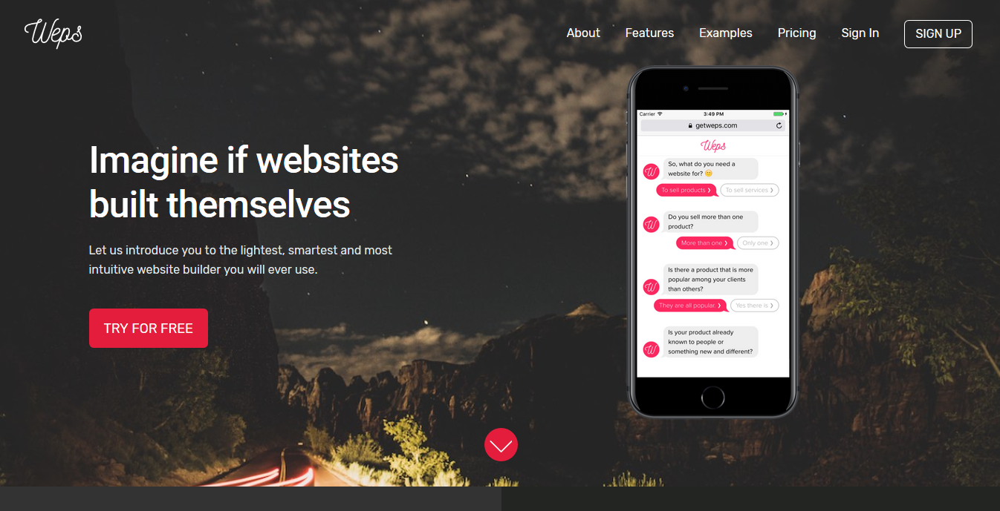 Weps
About Features Examples Pricing Sign In SIGN UP
Imagine if websites
built themselves
Let us introduce you to the lightest, smartest and most
intuitive website builder you will ever use.
TRY FOR FREE
Carrier 3:49 PM
getweps.com
Weps
So, what do you need a
website for? 🙂
To sell products ❯ To sell services ❯
Do you sell more than one
product?
More than one ❯ Only one ❯
Is there a product that is more
popular among your clients
than others?
They are all popular ❯ Yes there is ❯
Is your product already
known to people or
something new and different?
W
W
W
W